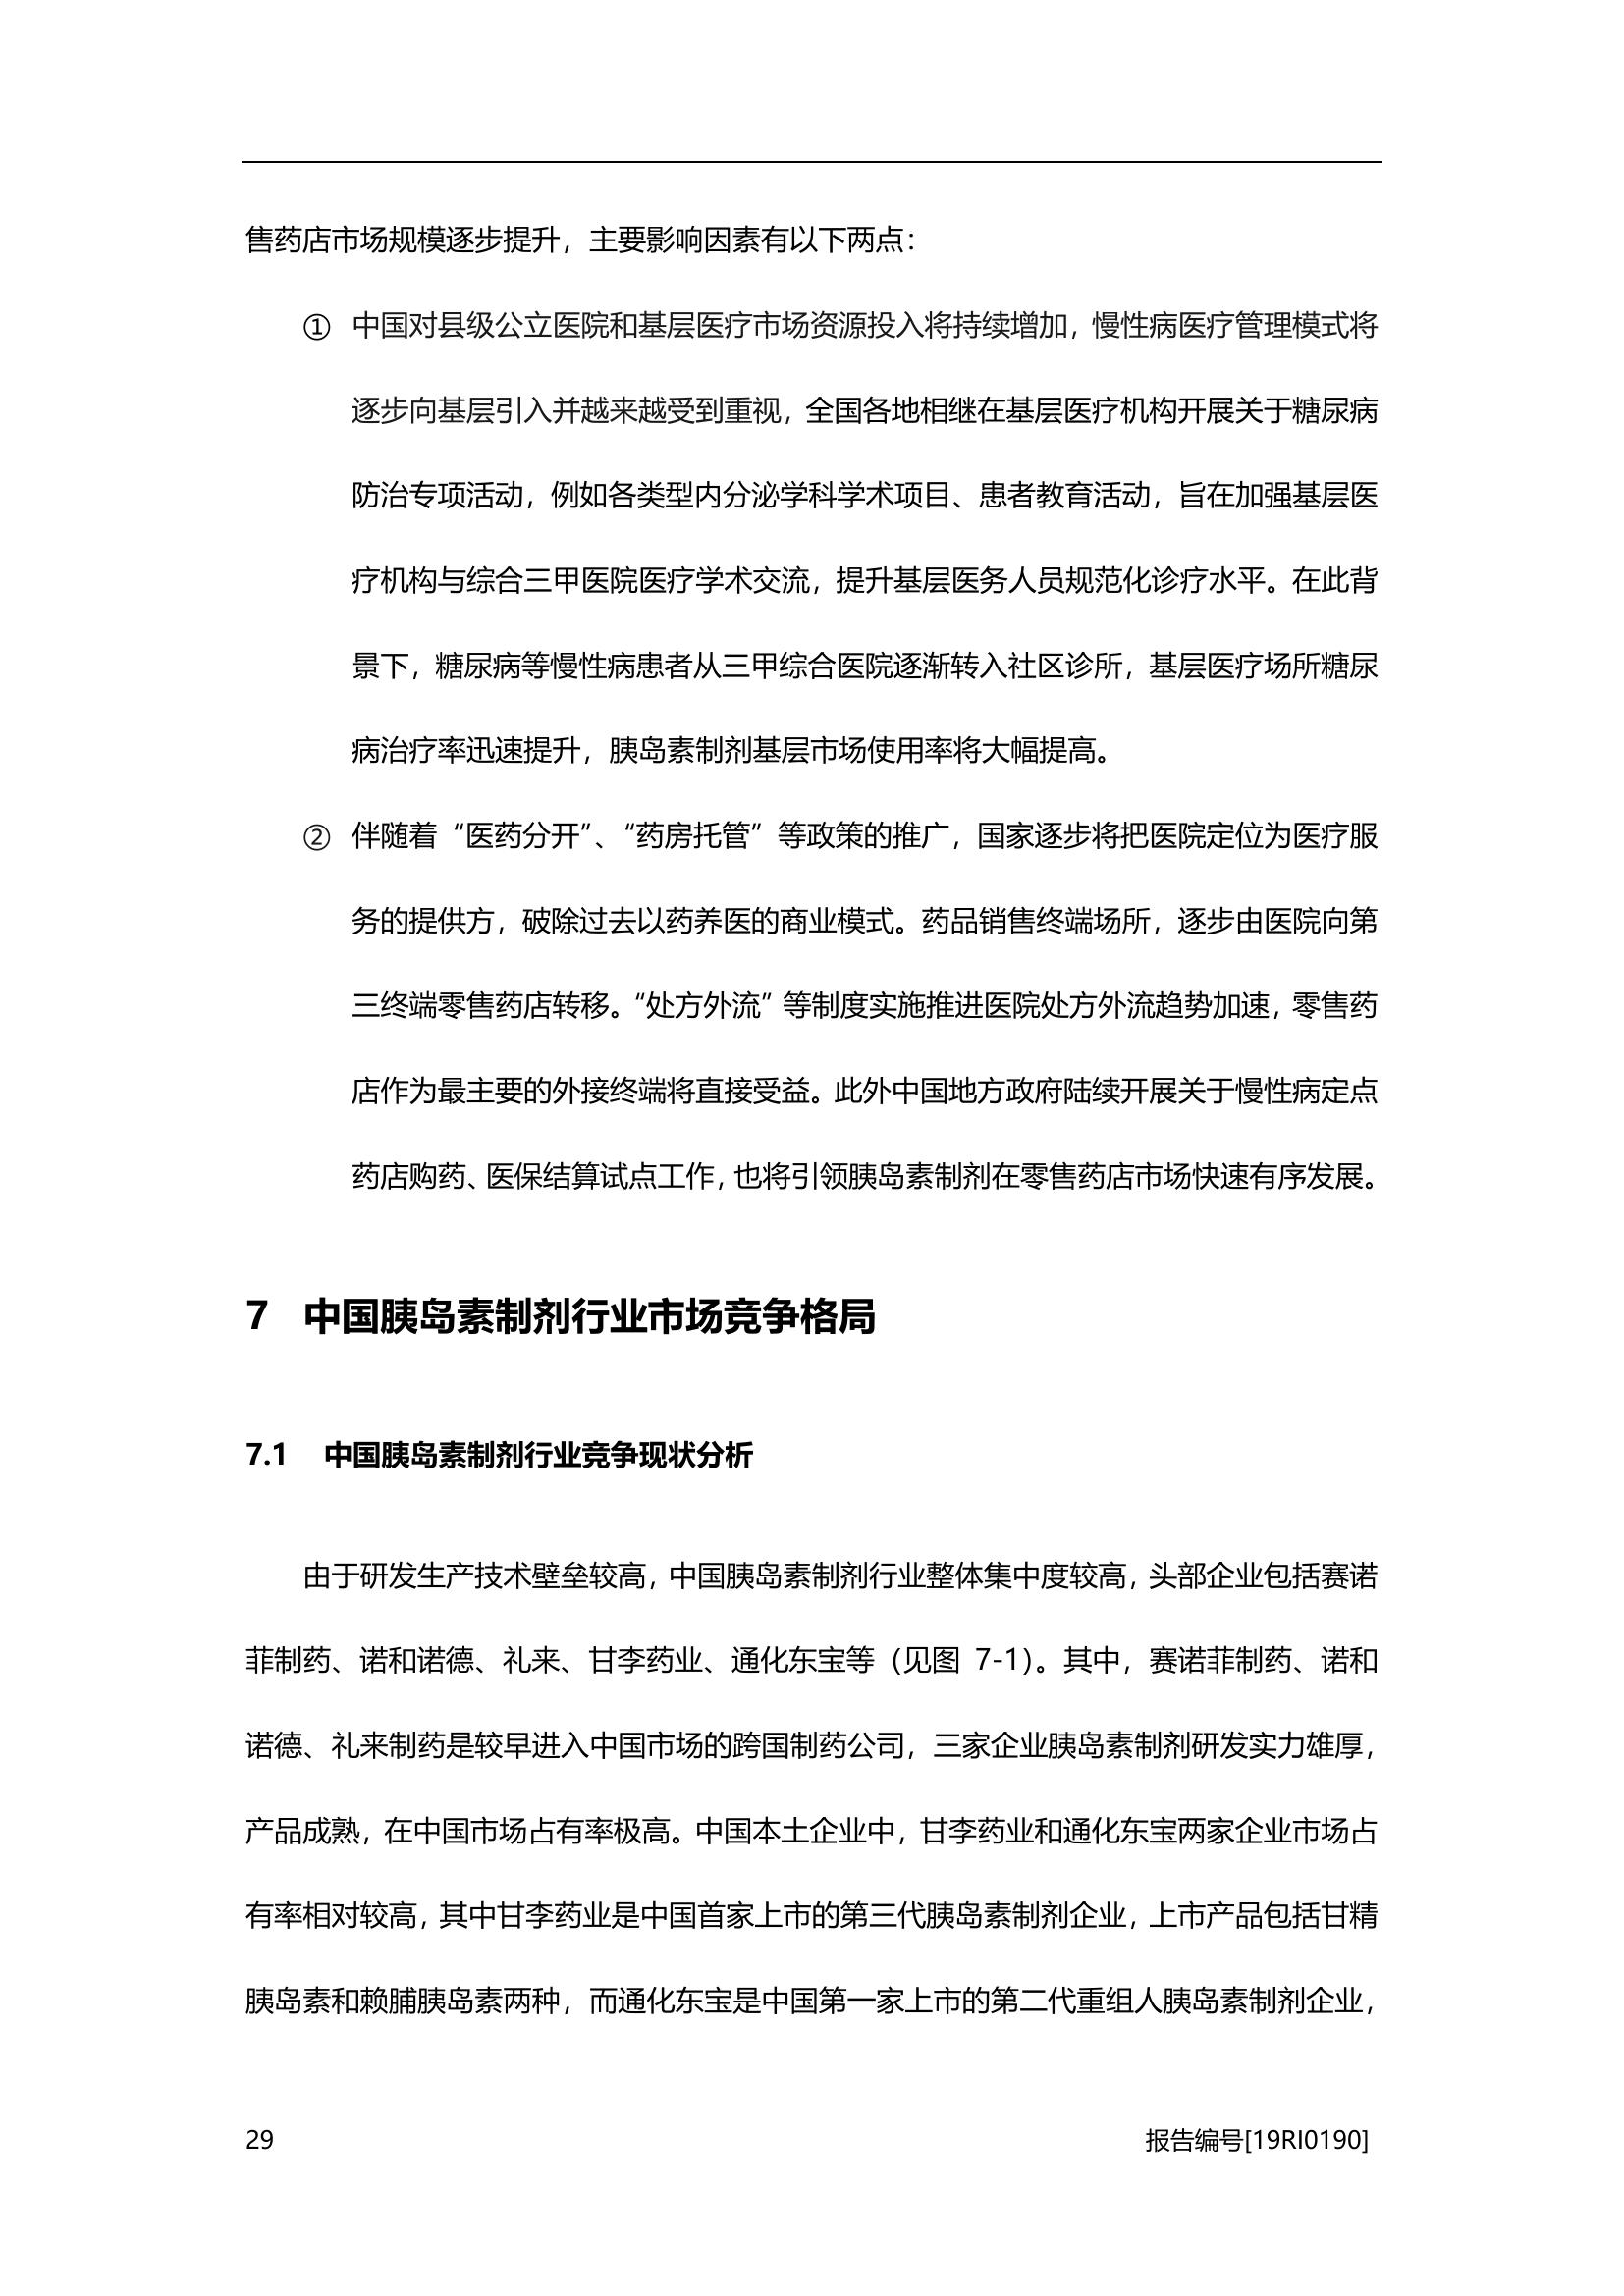 售药店市场规模逐步提升，主要影响因素有以下两点：
① 中国对县级公立医院和基层医疗市场资源投入将持续增加，慢性病医疗管理模式将
逐步向基层引入并越来越受到重视，全国各地相继在基层医疗机构开展关于糖尿病
防治专项活动，例如各类型内分泌学科学术项目、患者教育活动，旨在加强基层医
疗机构与综合三甲医院医疗学术交流，提升基层医务人员规范化诊疗水平。在此背
景下，糖尿病等慢性病患者从三甲综合医院逐渐转入社区诊所，基层医疗场所糖尿
病治疗率迅速提升，胰岛素制剂基层市场使用率将大幅提高。
② 伴随着“医药分开”、“药房托管”等政策的推广，国家逐步将把医院定位为医疗服
务的提供方，破除过去以药养医的商业模式。药品销售终端场所，逐步由医院向第
三终端零售药店转移。“处方外流”等制度实施推进医院处方外流趋势加速，零售药
店作为最主要的外接终端将直接受益。此外中国地方政府陆续开展关于慢性病定点
药店购药、医保结算试点工作，也将引领胰岛素制剂在零售药店市场快速有序发展。
7 中国胰岛素制剂行业市场竞争格局
7.1 中国胰岛素制剂行业竞争现状分析
由于研发生产技术壁垒较高，中国胰岛素制剂行业整体集中度较高，头部企业包括赛诺
菲制药、诺和诺德、礼来、甘李药业、通化东宝等（见图 7-1）。其中，赛诺菲制药、诺和
诺德、礼来制药是较早进入中国市场的跨国制药公司，三家企业胰岛素制剂研发实力雄厚，
产品成熟，在中国市场占有率极高。中国本土企业中，甘李药业和通化东宝两家企业市场占
有率相对较高，其中甘李药业是中国首家上市的第三代胰岛素制剂企业，上市产品包括甘精
胰岛素和赖脯胰岛素两种，而通化东宝是中国第一家上市的第二代重组人胰岛素制剂企业，
29 报告编号[19RI0190]